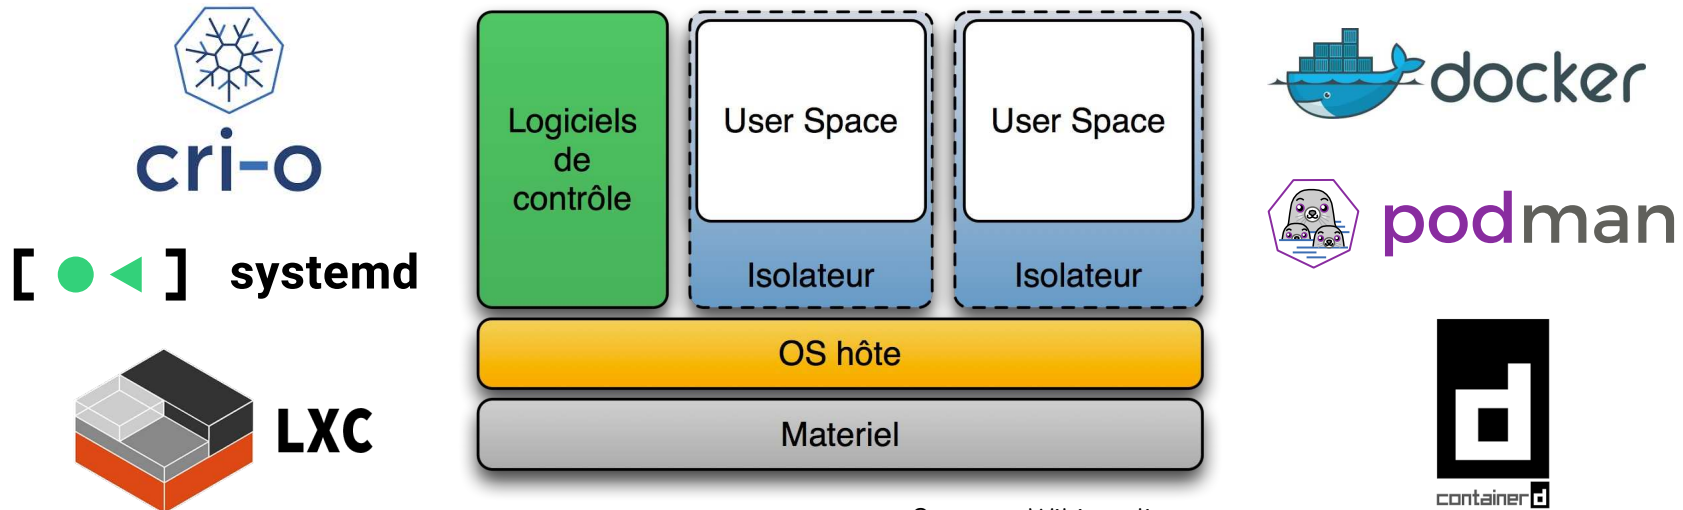 cri-o
[ ● ◀ ] systemd
LXC
Logiciels
de
contrôle
User Space
Isolateur
User Space
Isolateur
OS hôte
Materiel
docker
podman
d
containerd